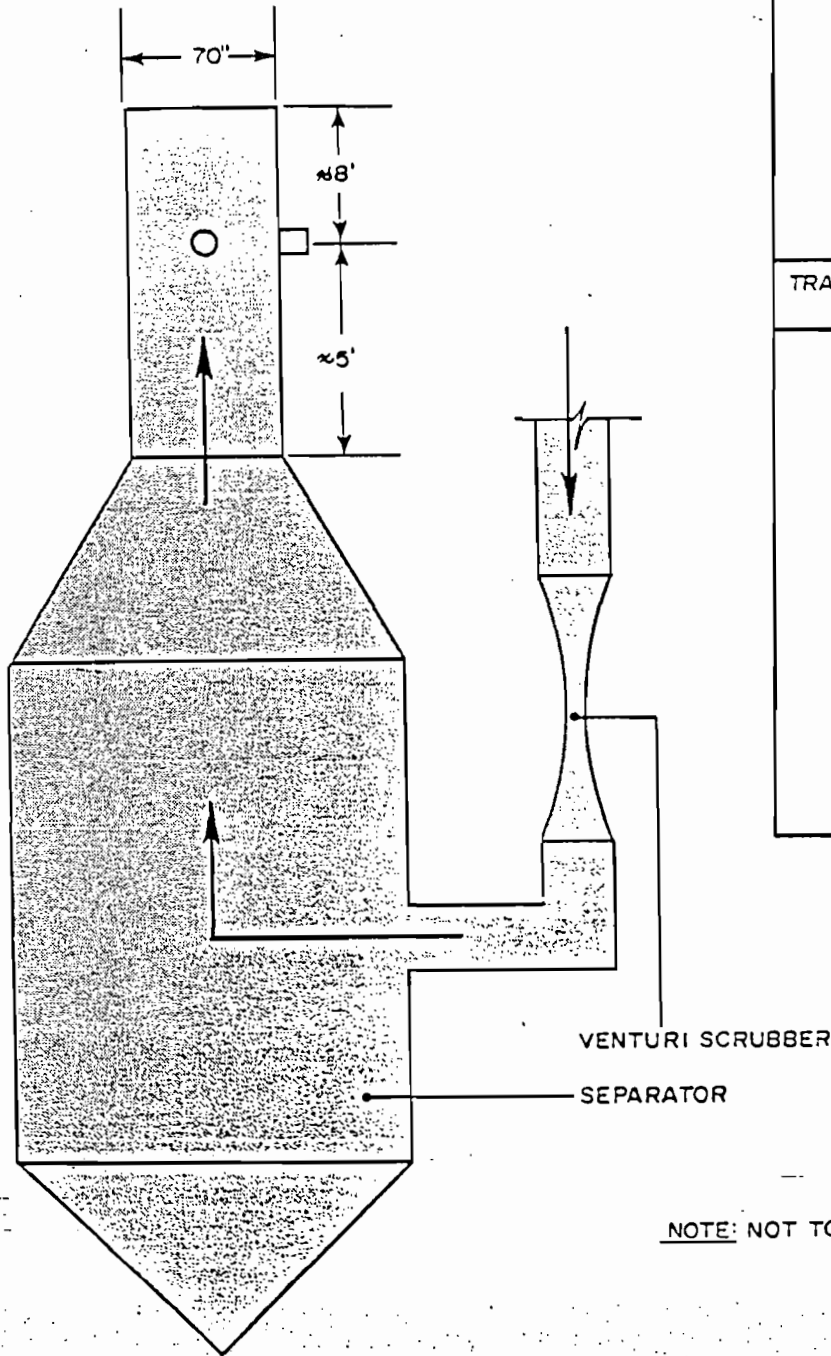 70"
≈8'
TRA
≈5'
VENTURI SCRUBBER
SEPARATOR
NOTE: NOT TO